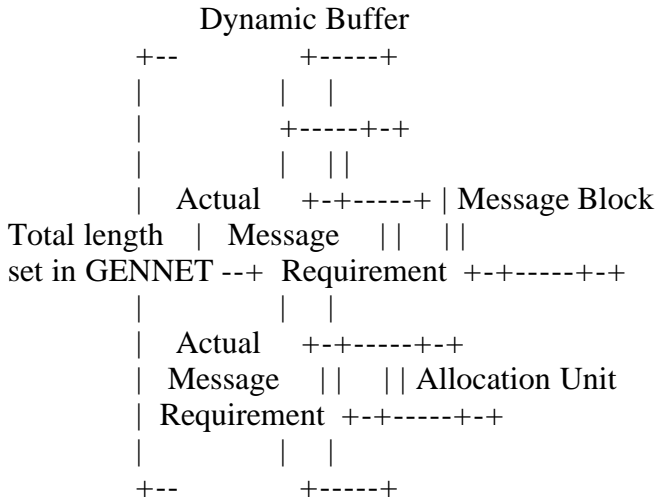 Dynamic Buffer
+-- +-----+
| | |
| +-----+-+
| | | |
| Actual +-+-----+ | Message Block
Total length | Message | | | |
set in GENNET --+ Requirement +-+-----+-+
| | |
| Actual +-+-----+-+
| Message | | | | Allocation Unit
| Requirement +-+-----+-+
| | |
+-- +-----+